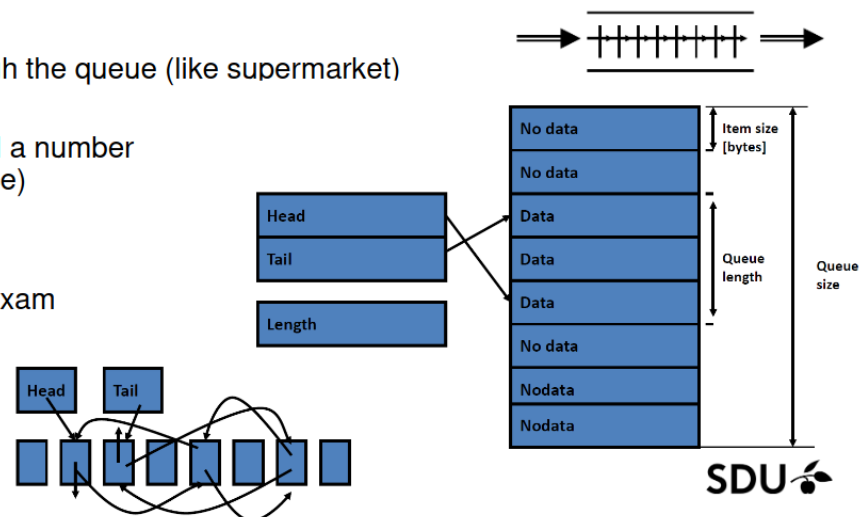 h the queue (like supermarket)
a number
e)
xam
Head
Tail
Length
No data
No data
Data
Data
Data
No data
Nodata
Nodata
Item size
[bytes]
Queue
length
Queue
size
Head
Tail
SDU